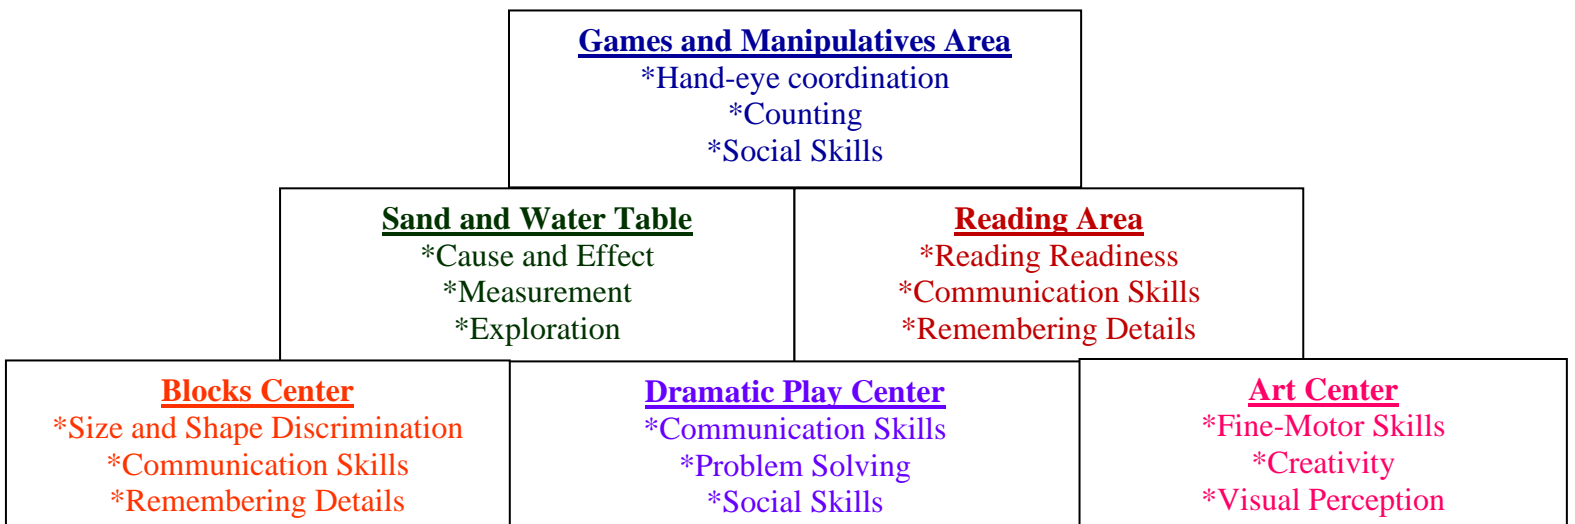 Games and Manipulatives Area
*Hand-eye coordination
*Counting
*Social Skills
Sand and Water Table
*Cause and Effect
*Measurement
*Exploration
Reading Area
*Reading Readiness
*Communication Skills
*Remembering Details
Blocks Center
*Size and Shape Discrimination
*Communication Skills
*Remembering Details
Dramatic Play Center
*Communication Skills
*Problem Solving
*Social Skills
Art Center
*Fine-Motor Skills
*Creativity
*Visual Perception